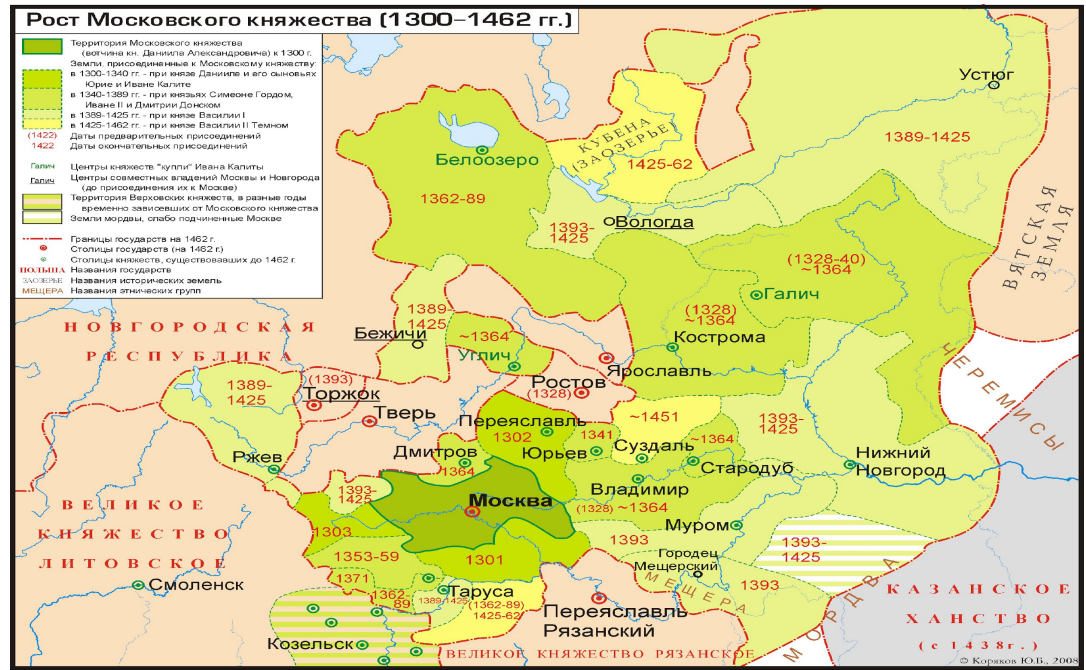 Рост Московского княжества (1300–1462 гг.)
Территория Московского княжества
(вотчина кн. Даниила Александровича) к 1300 г.
Земли, присоединенные к Московскому княжеству:
в 1300-1340 гг. - при князе Данииле и его сыновьях
Юрие и Иване Калите
в 1340-1389 гг. - при князьях Симеоне Гордом,
Иване II и Дмитрии Донском
в 1389-1425 гг. - при князе Василии I
в 1425-1462 гг. - при князе Василии II Темном
(1422) Даты предварительных присоединений
1422 Даты окончательных присоединений
Галич Центры княжеств "купли" Ивана Калиты
Галич Центры совместных владений Москвы и Новгорода
(до присоединения их к Москве)
Территория Верховских княжеств, в разные годы
временно зависевших от Московского княжества
Земли мордвы, слабо подчиненные Москве
Границы государств на 1462 г.
Столицы государств (на 1462 г.)
Столицы княжеств, существовавших до 1462 г.
ПОЛЬША Названия государств
ЗАОЗЕРЬЕ Названия исторических земель
МЕЩЕРА Названия этнических групп
Устюг
1389-1425
КУБЕНА
(ЗАОЗЕРЬЕ)
1425-62
Белоозеро
1362-89
Вологда
1393-
1425
ВЯТСКАЯ
ЗЕМЛЯ
(1328-40)
~1364
Галич
(1328)
~1364
Кострома
1389-
1425
Бежичи
~1364
Углич
Ярославль
НОВГОРОДСКАЯ
РЕСПУБЛИКА
ЧЕРЕМИСЫ
1389-
1425
(1393)
Торжок
Ростов
(1328)
Тверь
Переяславль
1302
1341
Юрьев
~1451
Суздаль
~1364
Стародуб
1393-
1425
Нижний
Новгород
Ржев
Дмитров
1364
Владимир
(1328) ~1364
1393-
1425
Москва
ВЕЛИКОЕ
КНЯЖЕСТВО
ЛИТОВСКОЕ
1303
Муром
1393
1393-
1425
1353-59
1301
Городец
Мещерский
МЕЩЕРА
1393
МОРДВА
Смоленск
1371
1362-
89
Таруса
1389-1425
(1362-89)
1425-62
Переяславль
Рязанский
КАЗАНСКОЕ
ХАНСТВО
(с 1438г.)
Козельск
ВЕЛИКОЕ КНЯЖЕСТВО РЯЗАНСКОЕ
© Коряков Ю.Б., 2008